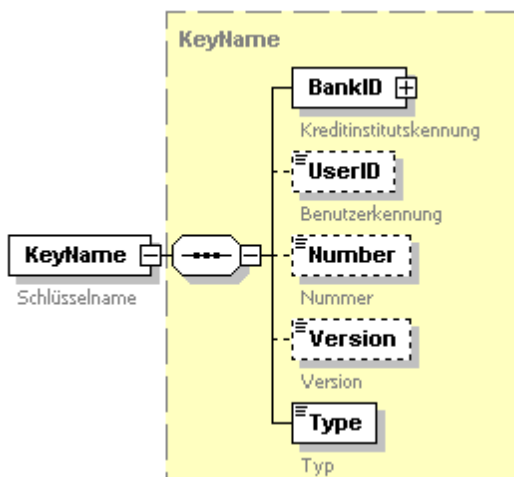 KeyName
BankID
Kreditinstitutskennung
UserID
Benutzerkennung
KeyName
Schlüsselname
Number
Nummer
Version
Version
Type
Typ